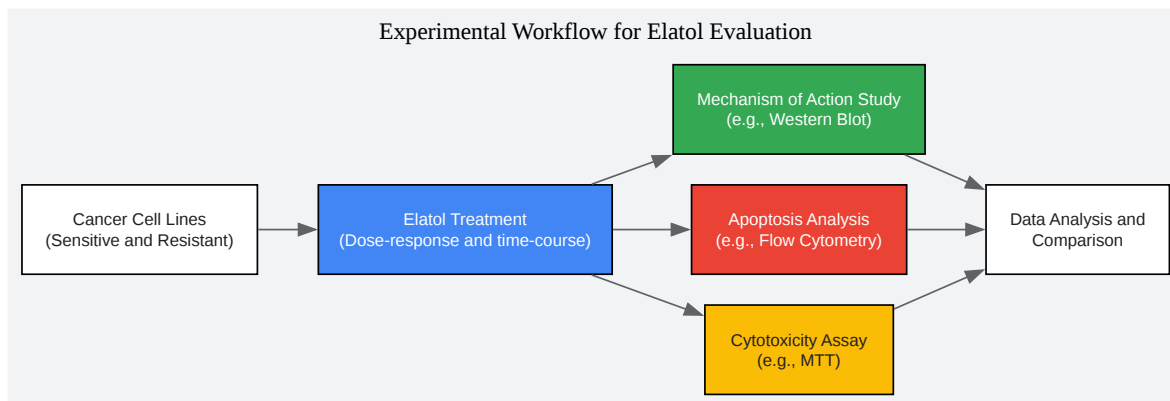 Experimental Workflow for Elatol Evaluation
Cancer Cell Lines
(Sensitive and Resistant)
Elatol Treatment
(Dose-response and time-course)
Mechanism of Action Study
(e.g., Western Blot)
Apoptosis Analysis
(e.g., Flow Cytometry)
Cytotoxicity Assay
(e.g., MTT)
Data Analysis and
Comparison